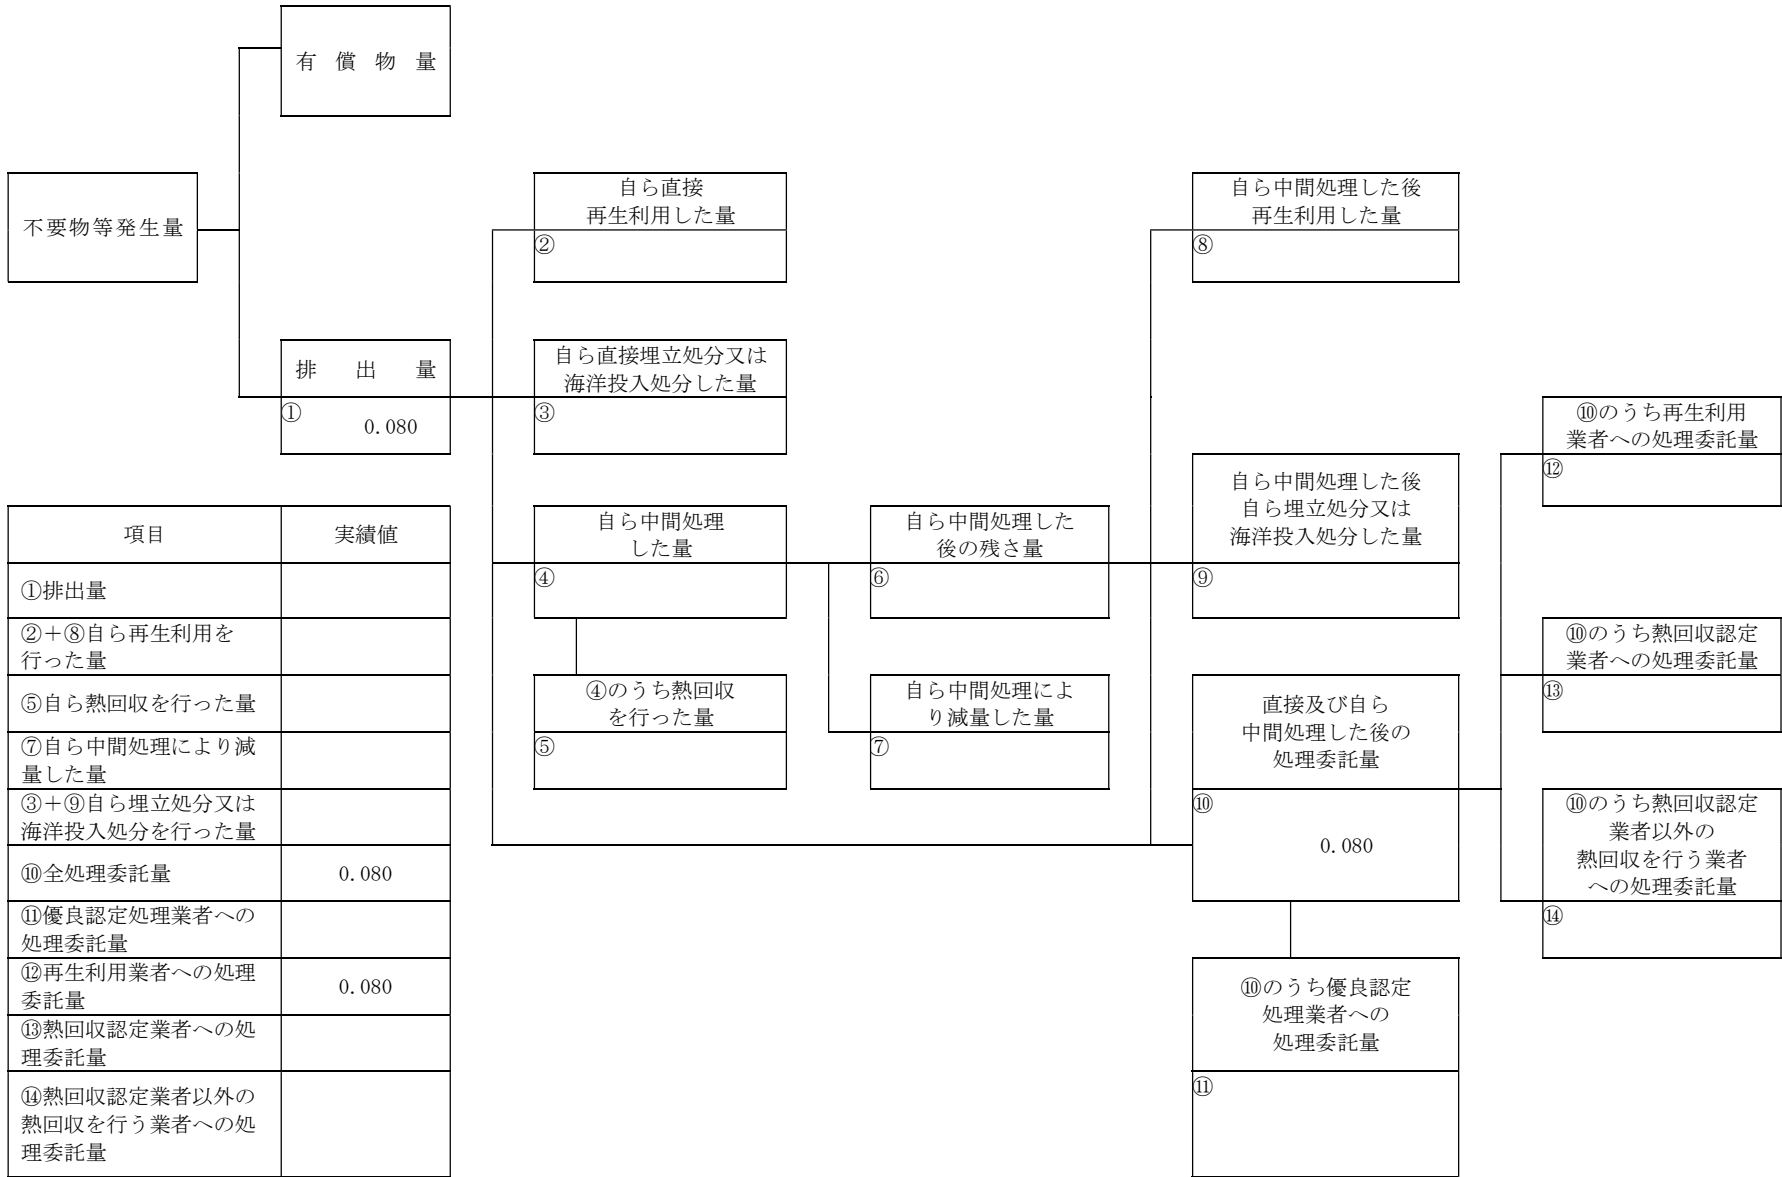 有 償 物 量
不要物等発生量
自ら直接
再生利用した量
②
自ら中間処理した後
再生利用した量
⑧
排 出 量
①
0.080
自ら直接埋立処分又は
海洋投入処分した量
③
⑩のうち再生利用
業者への処理委託量
⑫
自ら中間処理
した量
④
自ら中間処理した
後の残さ量
⑥
自ら中間処理した後
自ら埋立処分又は
海洋投入処分した量
⑨
⑩のうち熱回収認定
業者への処理委託量
⑬
④のうち熱回収
を行った量
⑤
自ら中間処理によ
り減量した量
⑦
直接及び自ら
中間処理した後の
処理委託量
⑩
0.080
⑩のうち熱回収認定
業者以外の
熱回収を行う業者
への処理委託量
⑭
⑩のうち優良認定
処理業者への
処理委託量
⑪
項目 実績値
①排出量
②+⑧自ら再生利用を
行った量
⑤自ら熱回収を行った量
⑦自ら中間処理により減
量した量
③+⑨自ら埋立処分又は
海洋投入処分を行った量
⑩全処理委託量 0.080
⑪優良認定処理業者への
処理委託量
⑫再生利用業者への処理
委託量 0.080
⑬熱回収認定業者への処
理委託量
⑭熱回収認定業者以外の
熱回収を行う業者への処
理委託量